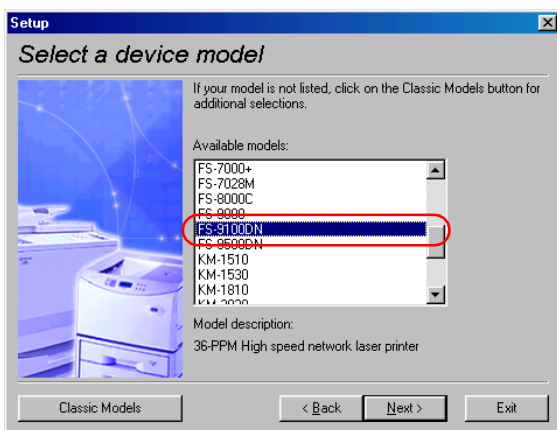 Setup
Select a device model
If your model is not listed, click on the Classic Models button for
additional selections.
Available models:
FS-7000+
FS-7028M
FS-8000C
FS-9000
FS-9100DN
FS-9500DN
KM-1510
KM-1530
KM-1810
KM-2030
Model description:
36-PPM High speed network laser printer
Classic Models
< Back
Next >
Exit